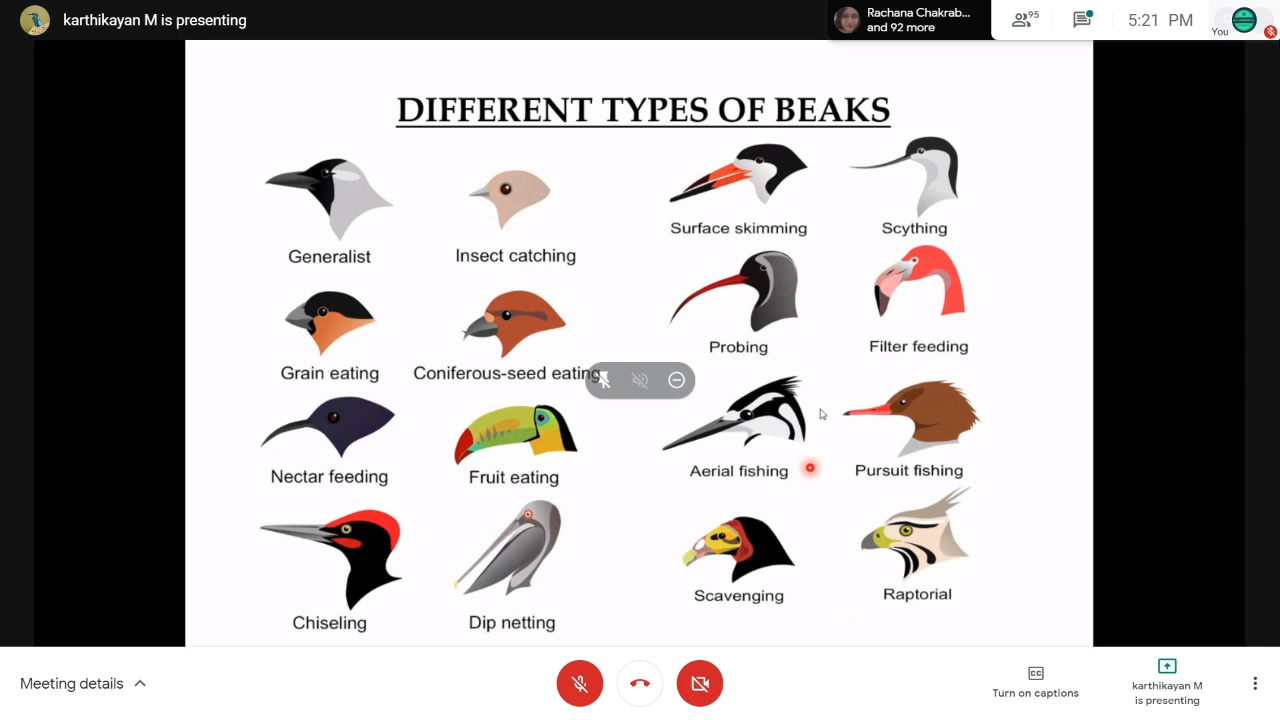 karthikayan M is presenting
Rachana Chakrab...
and 92 more
95
5:21 PM
You
DIFFERENT TYPES OF BEAKS
Generalist
Insect catching
Surface skimming
Scything
Grain eating
Coniferous-seed eating
Probing
Filter feeding
Nectar feeding
Fruit eating
Aerial fishing
Pursuit fishing
Chiseling
Dip netting
Scavenging
Raptorial
Meeting details
CC
Turn on captions
karthikayan M
is presenting